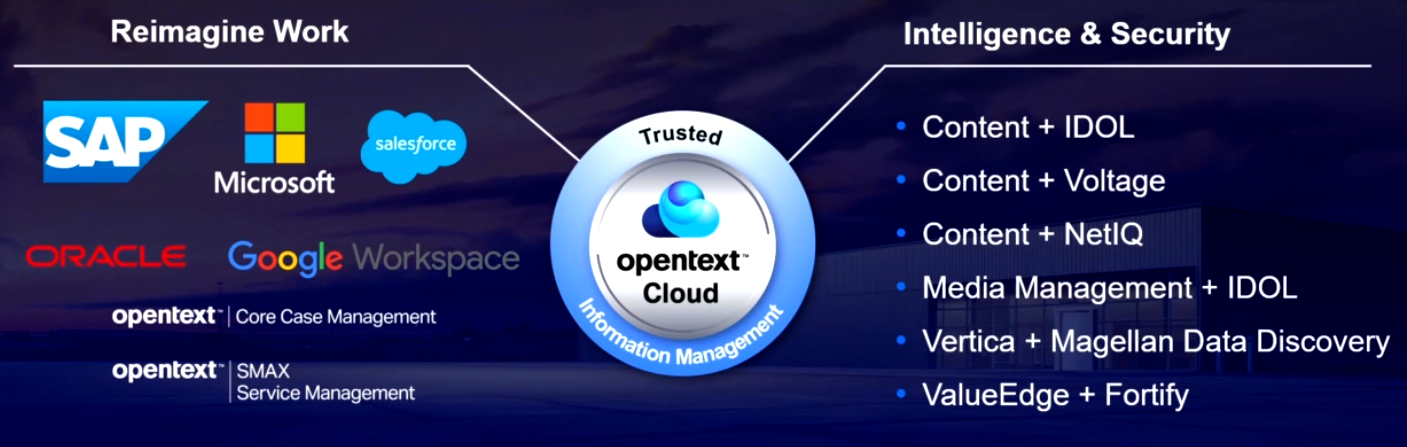 Reimagine Work
SAP
Microsoft
salesforce
ORACLE
Google Workspace
opentext™ | Core Case Management
opentext™ | SMAX
Service Management
Trusted
opentext™
Cloud
Information Management
Intelligence & Security
• Content + IDOL
• Content + Voltage
• Content + NetIQ
• Media Management + IDOL
• Vertica + Magellan Data Discovery
• ValueEdge + Fortify